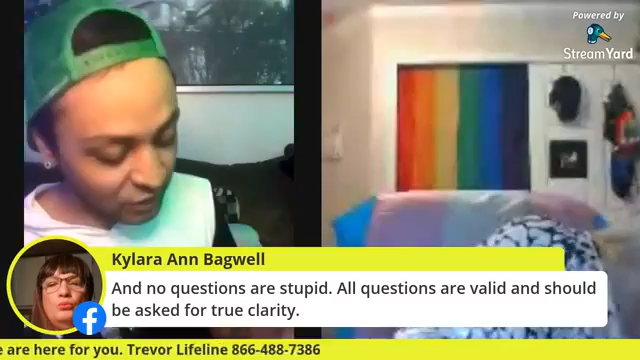 Powered by
StreamYard
Kylara Ann Bagwell
And no questions are stupid. All questions are valid and should
be asked for true clarity.
e are here for you. Trevor Lifeline 866-488-7386